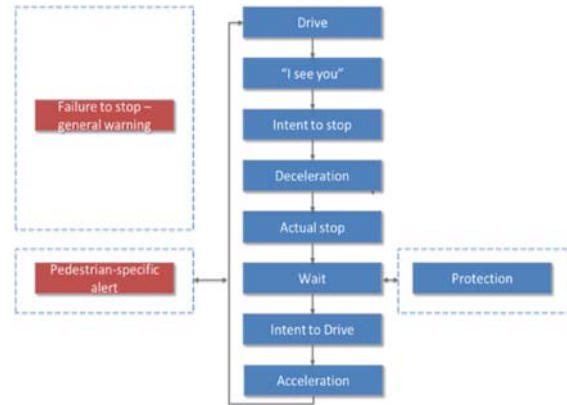 Drive
"I see you"
Failure to stop –
general warning
Intent to stop
Deceleration
Actual stop
Pedestrian-specific
alert
Wait
Protection
Intent to Drive
Acceleration